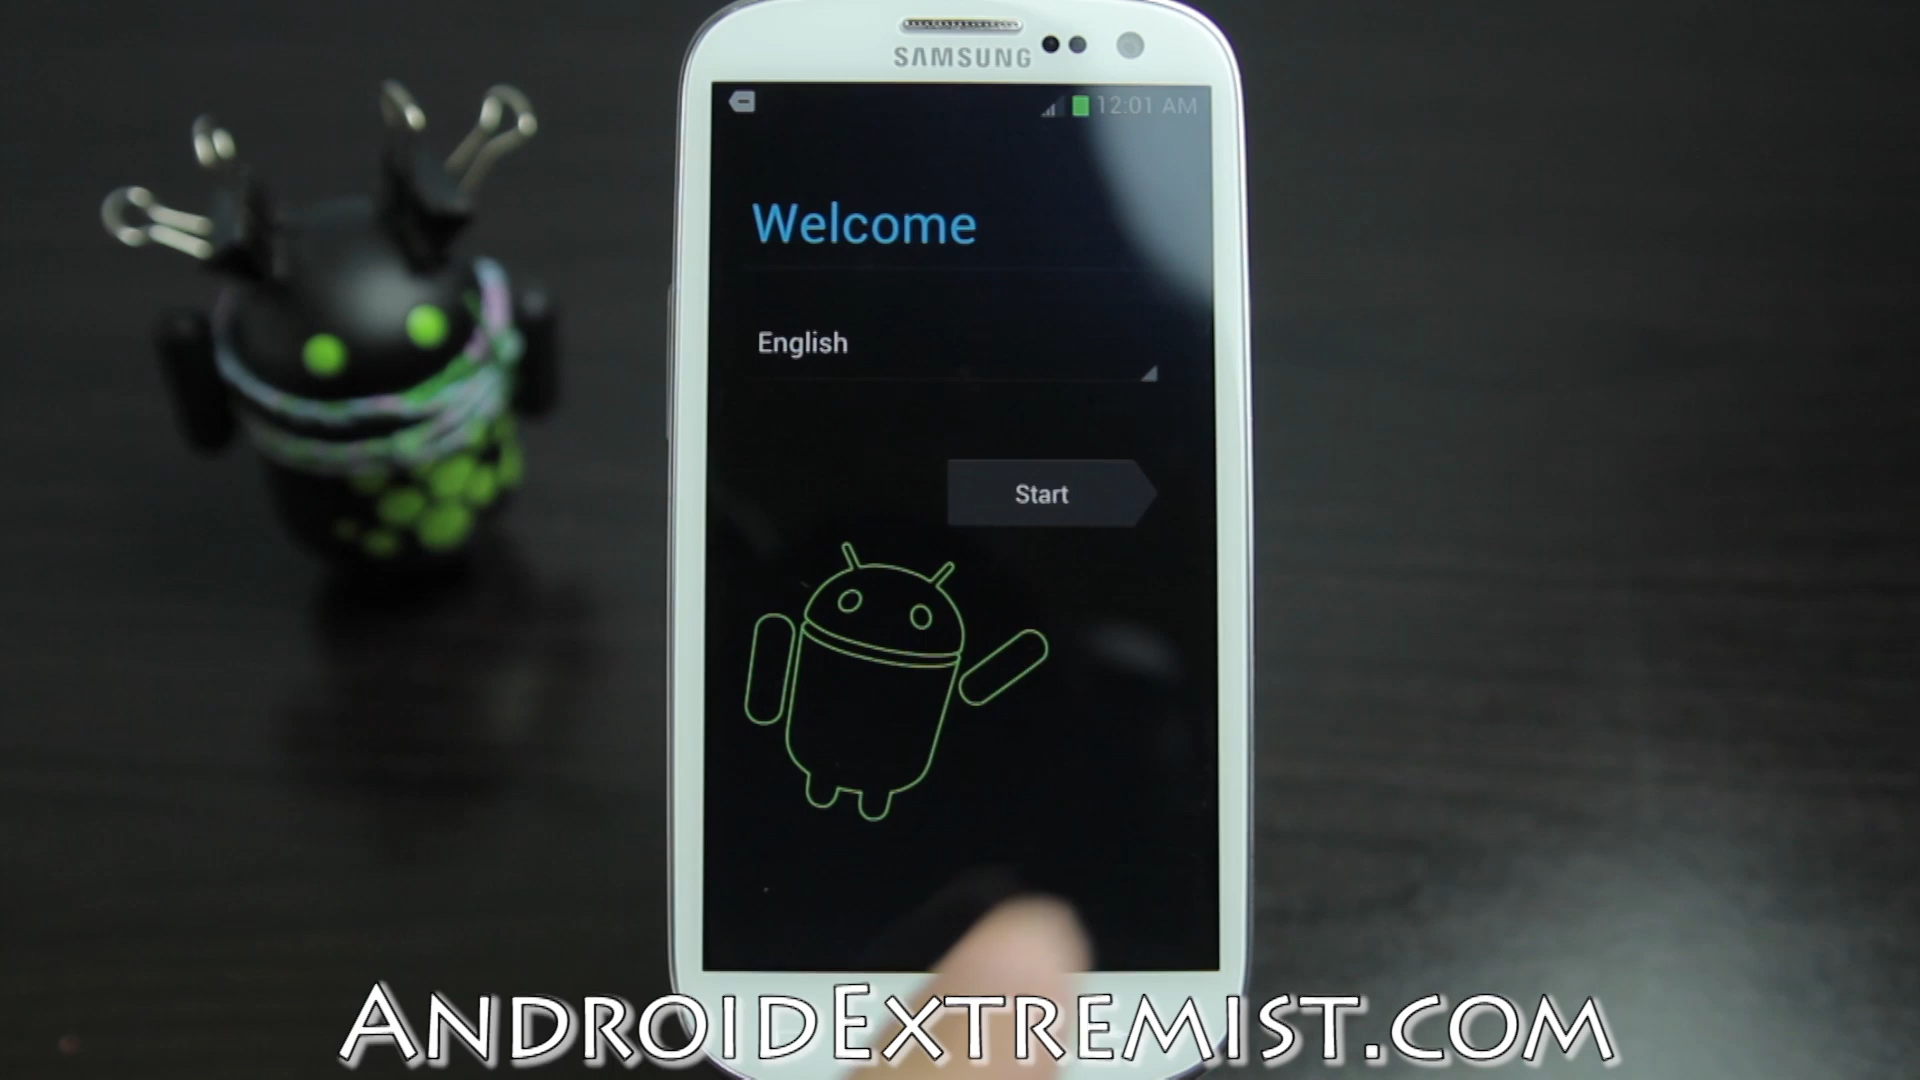 SAMSUNG
12:01 AM
Welcome
English
Start
ANDROIDEXTREMIST.COM